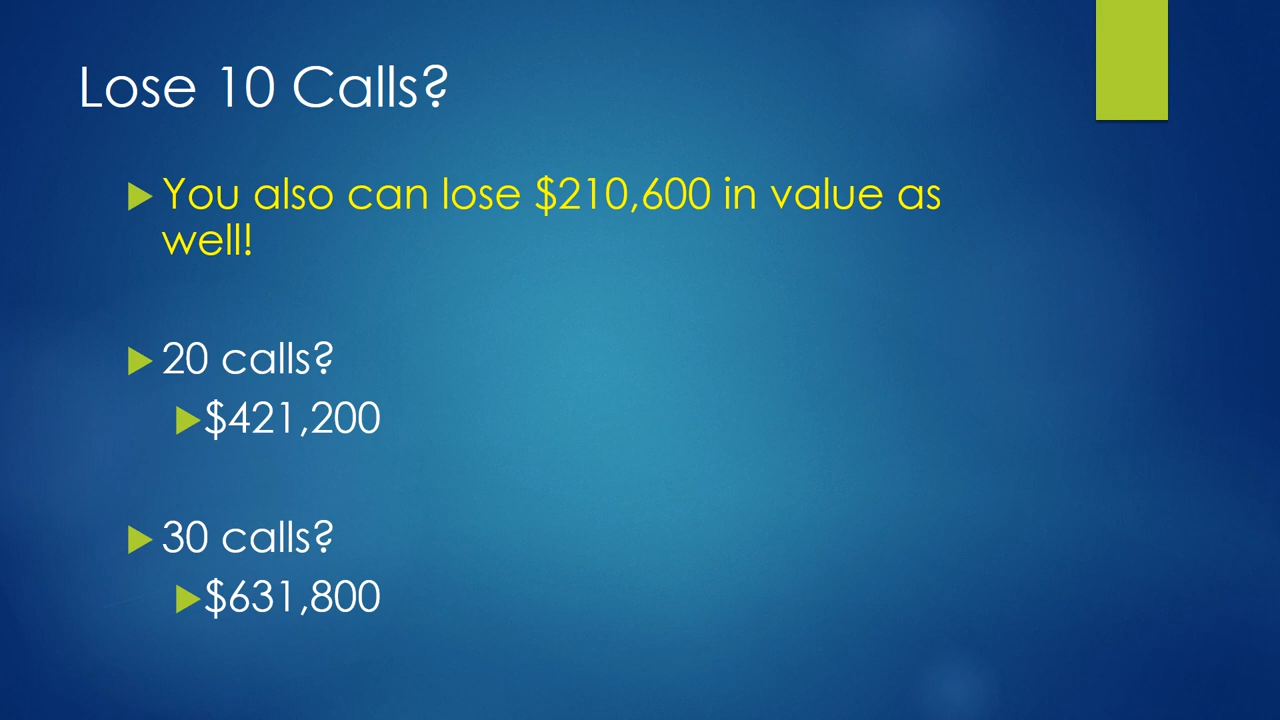 Lose 10 Calls?
You also can lose $210,600 in value as
well!
20 calls?
$421,200
30 calls?
$631,800